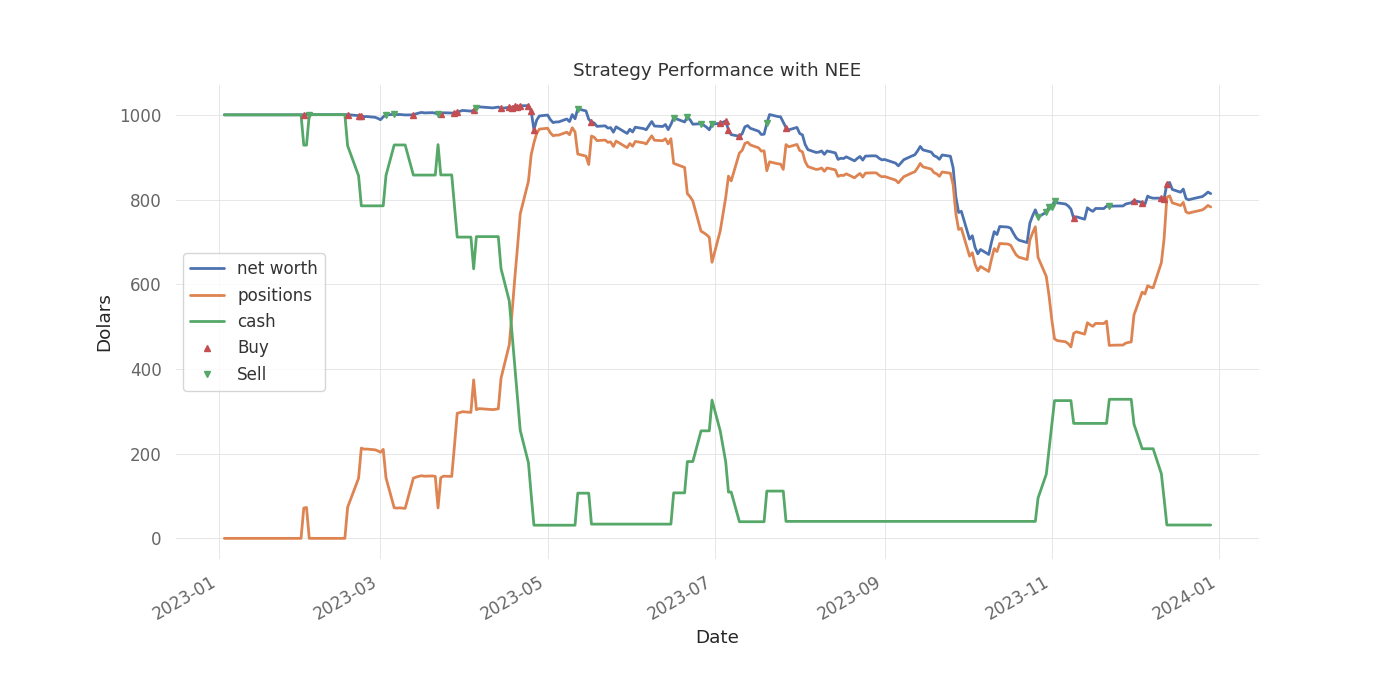 Strategy Performance with NEE
1000
800
600
400
200
0
Dolars
net worth
positions
cash
Buy
Sell
2023-01
2023-03
2023-05
2023-07
2023-09
2023-11
2024-01
Date